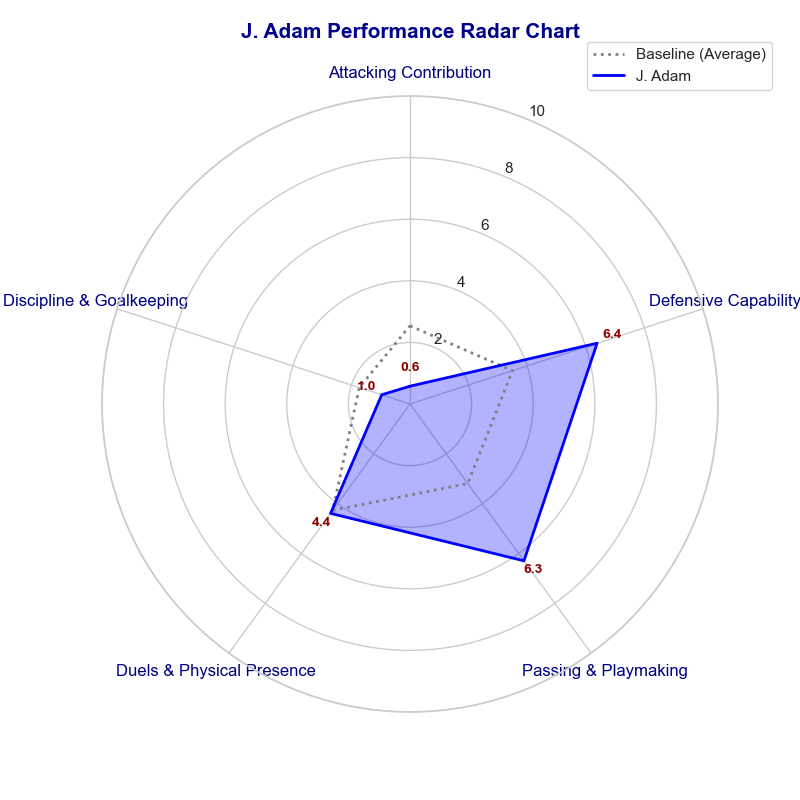 J. Adam Performance Radar Chart
Baseline (Average)
J. Adam
Attacking Contribution
10
8
6
4
2
Discipline & Goalkeeping
Defensive Capability
6.4
0.6
1.0
4.4
6.3
Duels & Physical Presence
Passing & Playmaking